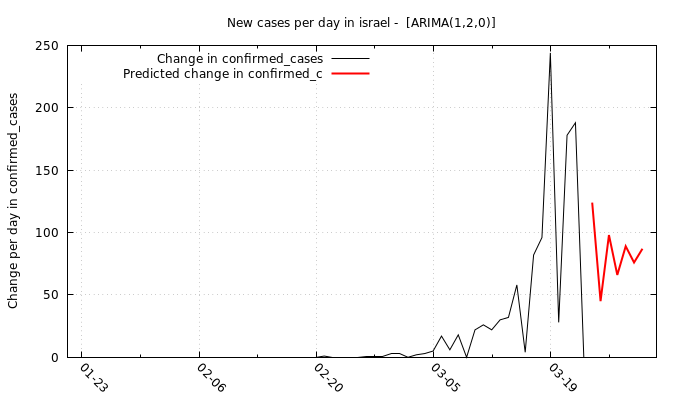 New cases per day in israel - [ARIMA(1,2,0)]
Change in confirmed_cases
Predicted change in confirmed_c
Change per day in confirmed_cases
250
200
150
100
50
0
01-23
02-06
02-20
03-05
03-19